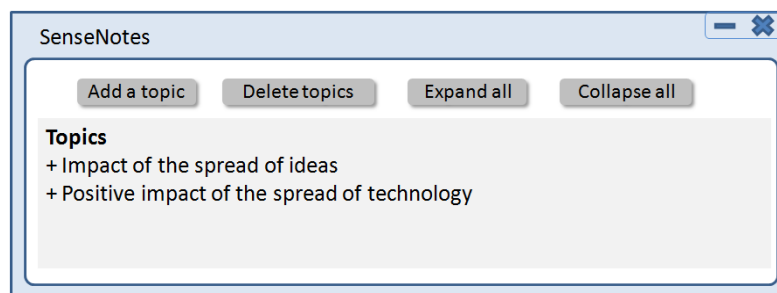 SenseNotes
Add a topic Delete topics Expand all Collapse all
Topics
+ Impact of the spread of ideas
+ Positive impact of the spread of technology